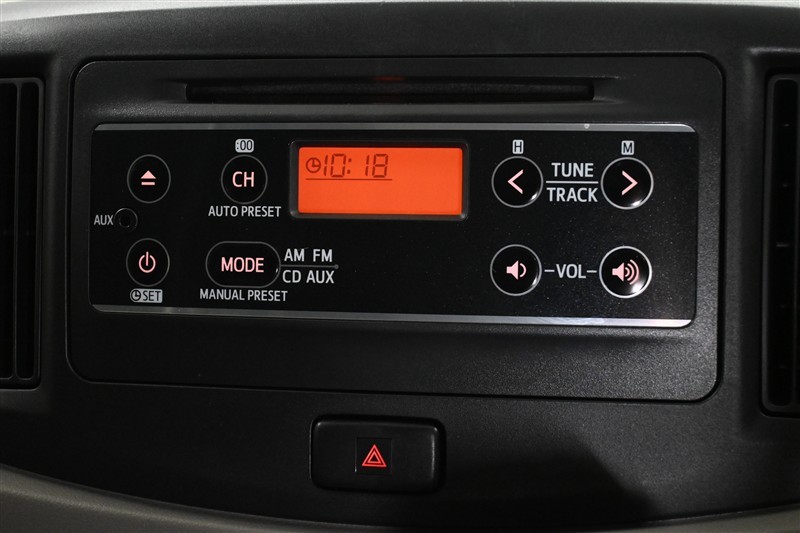 :00
H
M
CH
10:18
TUNE
TRACK
AUTO PRESET
AUX
MODE
AM FM
CD AUX
VOL
SET
MANUAL PRESET